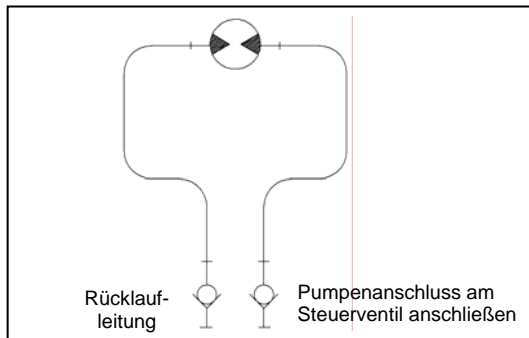 Rücklauf-
leitung
Pumpenanschluss am
Steuerventil anschließen